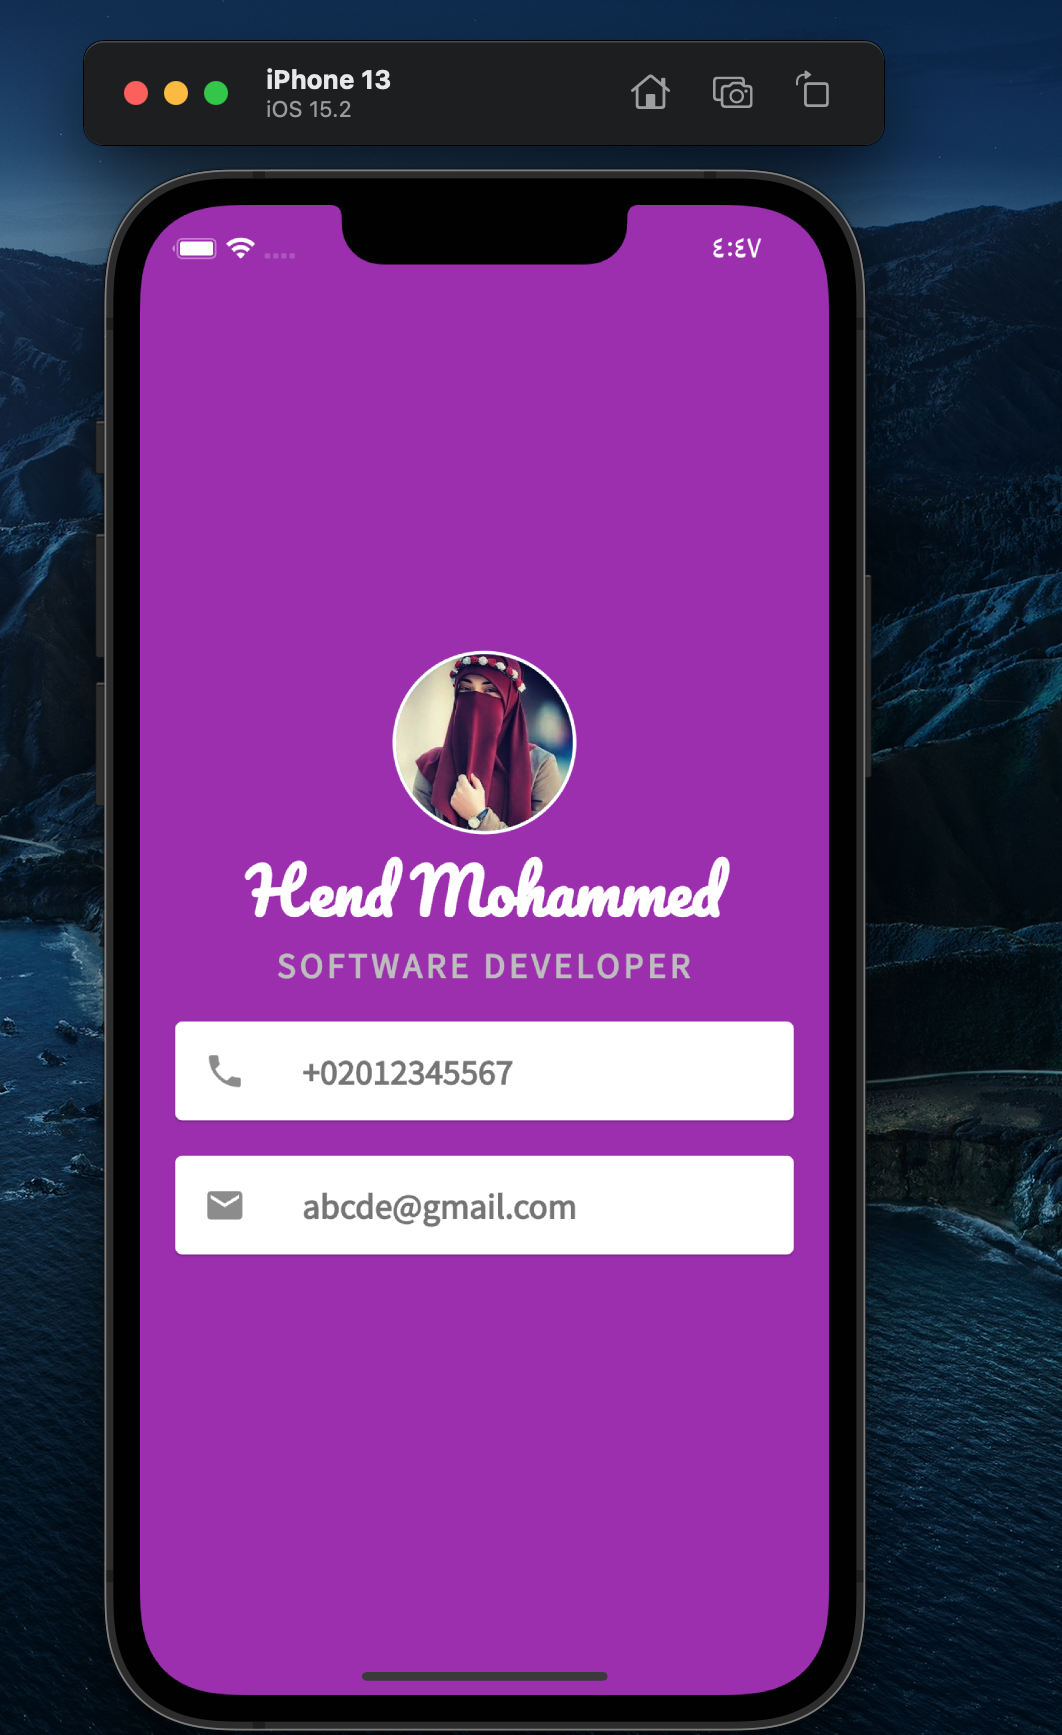 iPhone 13
iOS 15.2
٤:٤٧
Hend Mohammed
SOFTWARE DEVELOPER
+02012345567
abcde@gmail.com